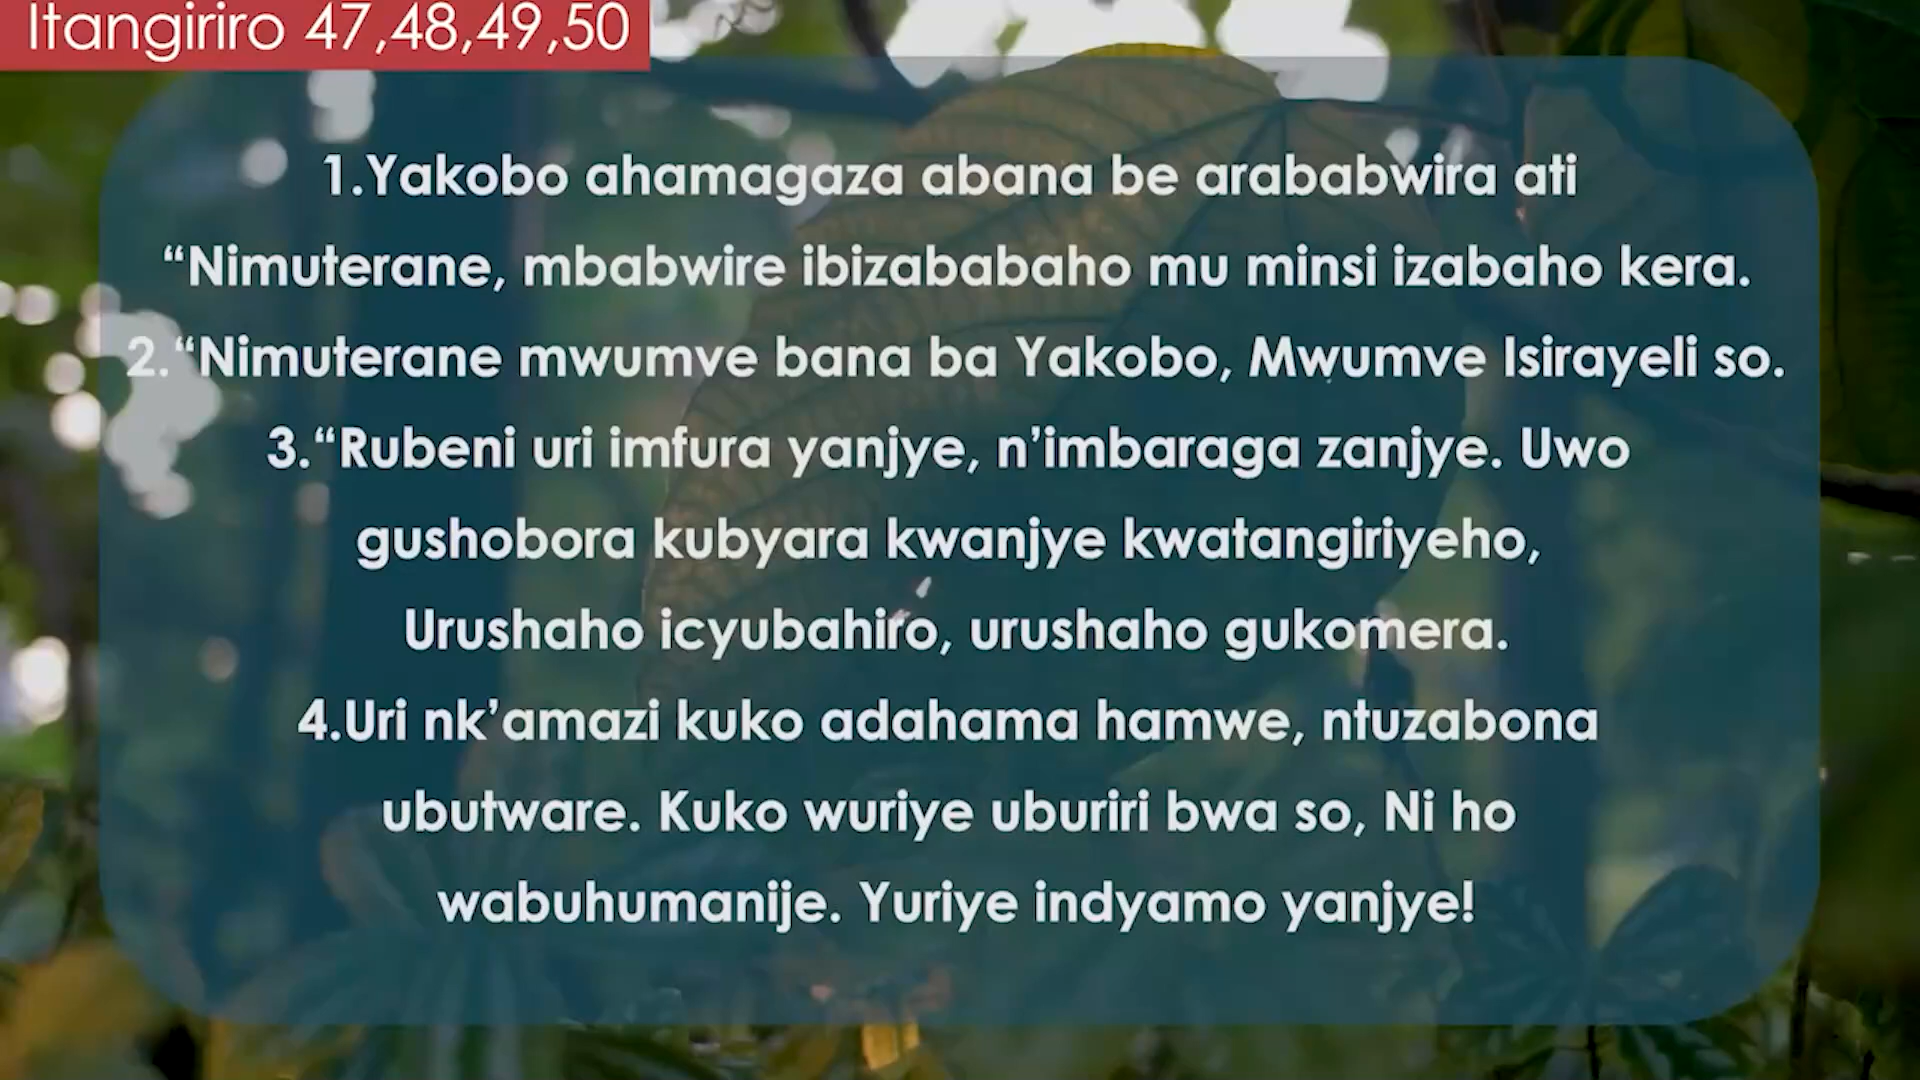 Itangiriro 47,48,49,50
1.Yakobo ahamagaza abana be arababwira ati
“Nimuterane, mbabwire ibizababaho mu minsi izabaho kera.
2.“Nimuterane mwumve bana ba Yakobo, Mwumve Isirayeli so.
3.“Rubeni uri imfura yanjye, n’imbaraga zanjye. Uwo
gushobora kubyara kwanjye kwatangiriyeho,
Urushaho icyubahiro, urushaho gukomera.
4.Uri nk’amazi kuko adahama hamwe, ntuzabona
ubutware. Kuko wuriye uburiri bwa so, Ni ho
wabuhumanije. Yuriye indyamo yanjye!